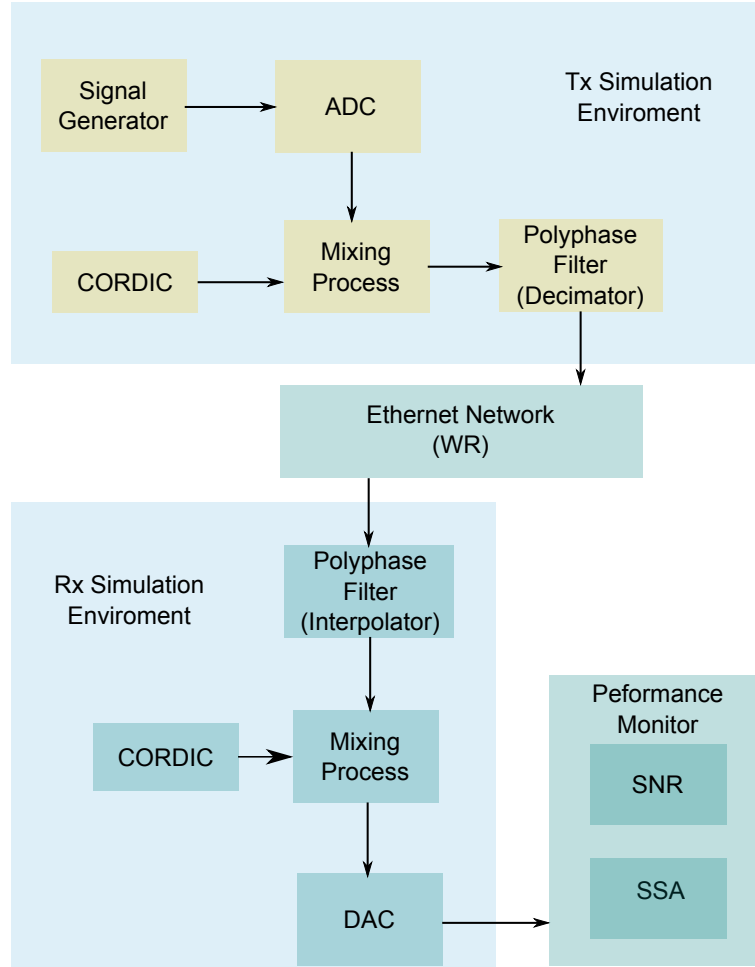 Signal
Generator
ADC
Tx Simulation
Enviroment
CORDIC
Mixing
Process
Polyphase
Filter
(Decimator)
Ethernet Network
(WR)
Rx Simulation
Enviroment
Polyphase
Filter
(Interpolator)
CORDIC
Mixing
Process
DAC
Peformance
Monitor
SNR
SSA